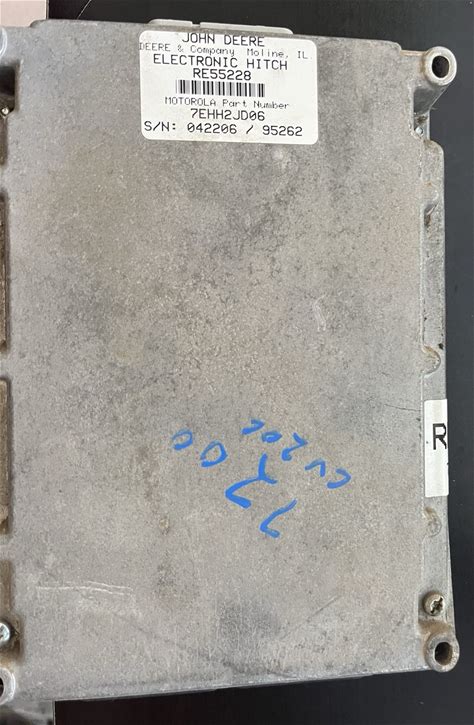 JOHN DEERE
DEERE & Company Moline, IL
ELECTRONIC HITCH
RE55228
MOTOROLA Part Number
7EHH2JD06
S/N: 042206 / 95262
R